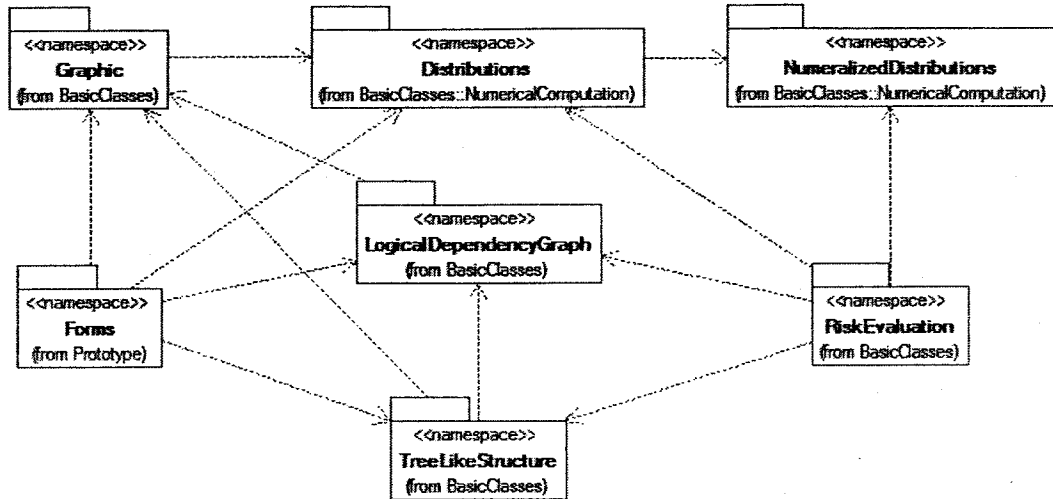 <<namespace>>
Graphic
(from BasicClasses)
<<namespace>>
Distributions
(from BasicClasses::NumericalComputation)
<<namespace>>
NumeralizedDistributions
(from BasicClasses::NumericalComputation)
<<namespace>>
LogicalDependencyGraph
(from BasicClasses)
<<namespace>>
Forms
(from Prototype)
<<namespace>>
RiskEvaluation
(from BasicClasses)
<<namespace>>
TreeLikeStructure
(from BasicClasses)